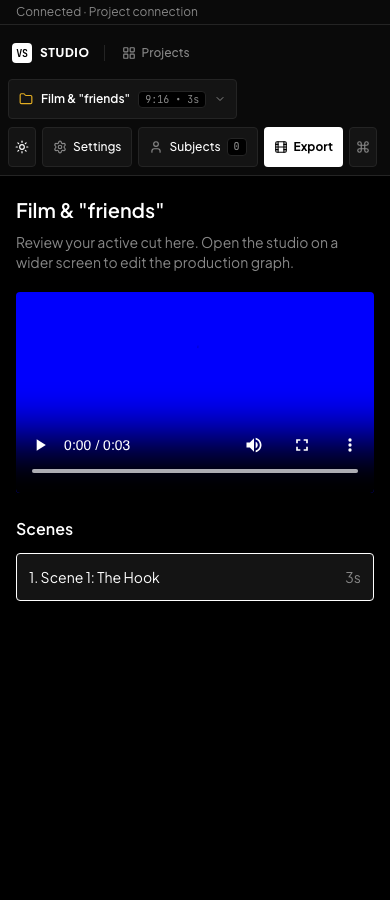 Connected · Project connection
VS STUDIO Projects
Film & "friends" 9:16 • 3s
Settings Subjects 0 Export ⌘
Film & "friends"
Review your active cut here. Open the studio on a
wider screen to edit the production graph.
0:00 / 0:03
Scenes
1. Scene 1: The Hook 3s